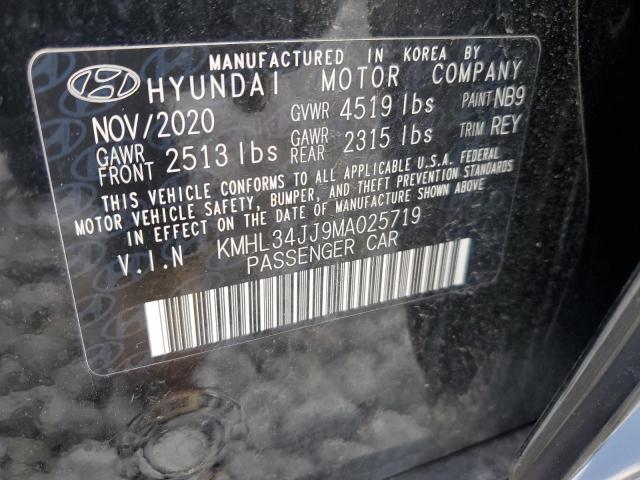 MANUFACTURED IN KOREA BY
HYUNDAI MOTOR COMPANY
NOV/2020 GVWR 4519 lbs PAINT NB9
GAWR FRONT 2513 lbs GAWR REAR 2315 lbs TRIM REY
THIS VEHICLE CONFORMS TO ALL APPLICABLE U.S.A. FEDERAL
MOTOR VEHICLE SAFETY, BUMPER, AND THEFT PREVENTION STANDARDS
IN EFFECT ON THE DATE OF MANUFACTURE SHOWN ABOVE.
V.I.N KMHL34JJ9MA025719
PASSENGER CAR